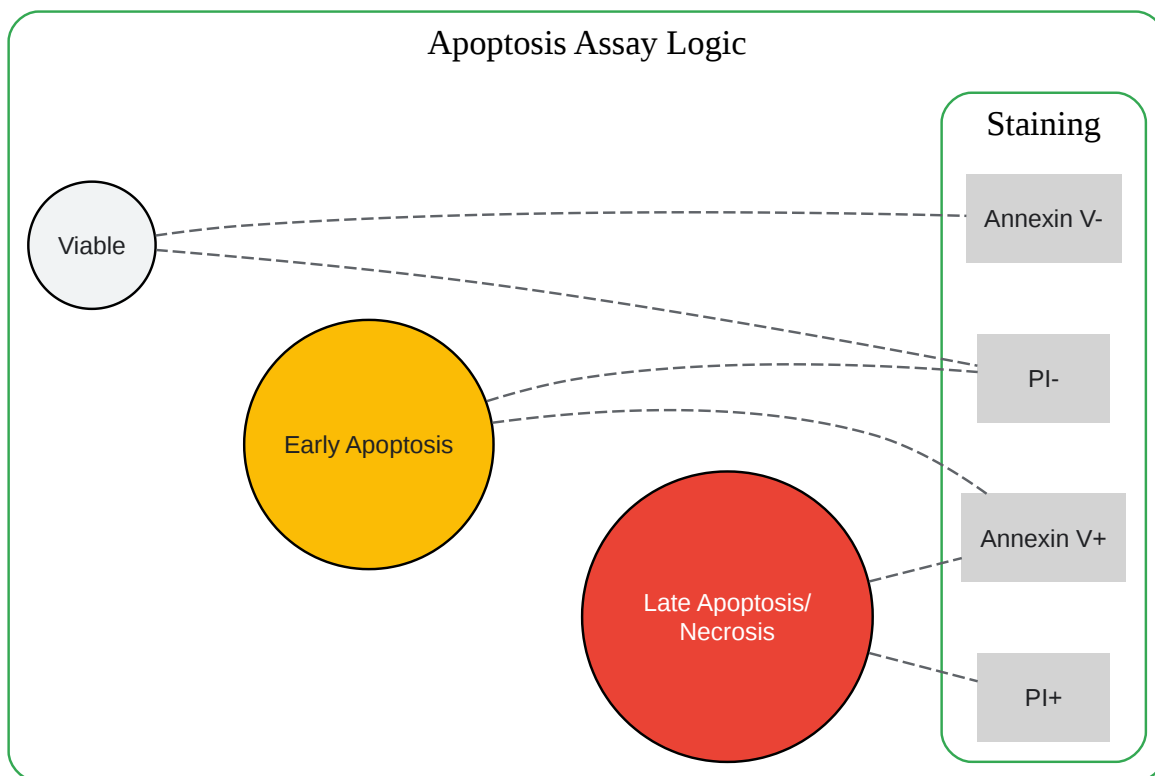 Apoptosis Assay Logic
Staining
Viable
Annexin V-
PI-
Early Apoptosis
Annexin V+
Late Apoptosis/
Necrosis
PI+